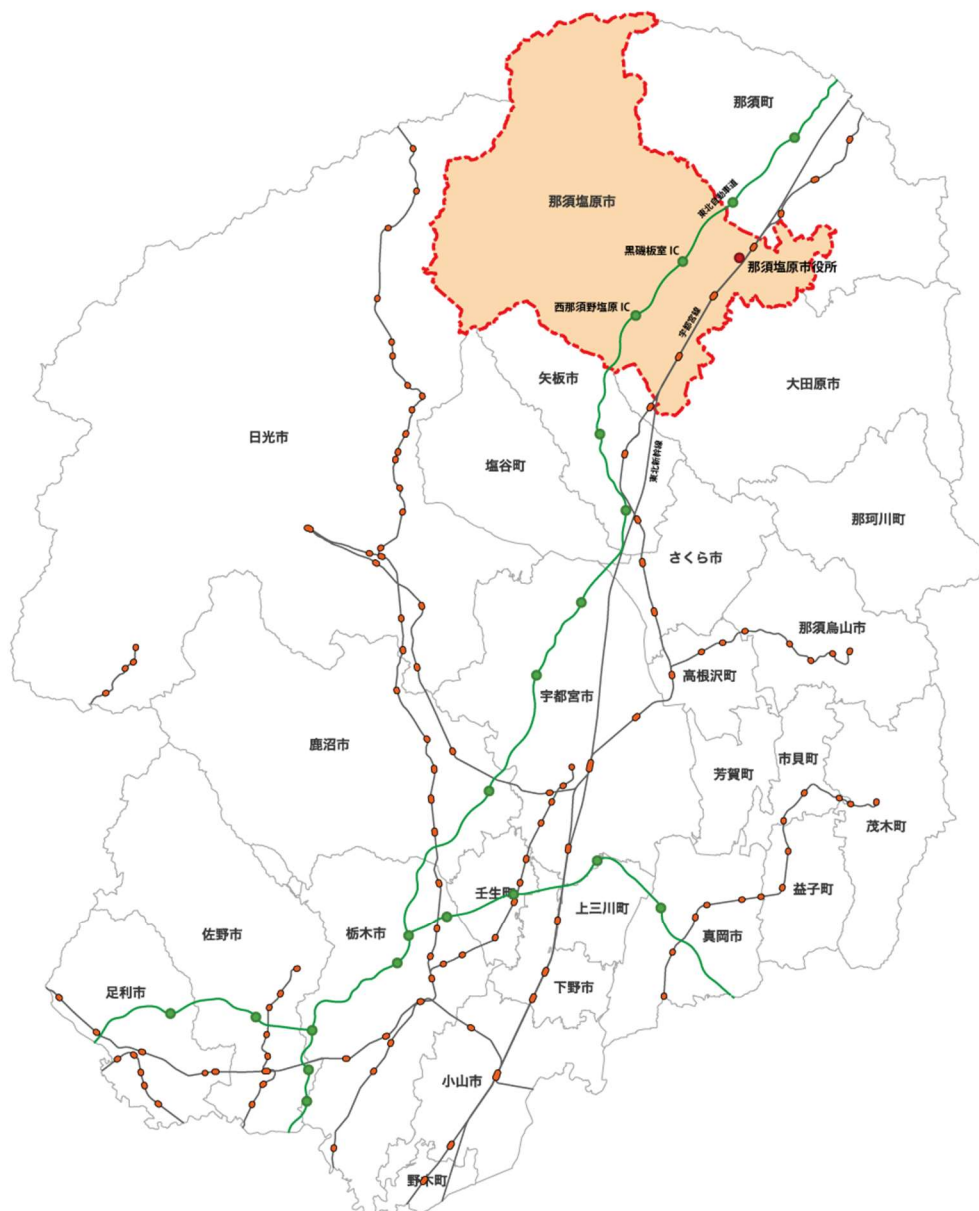 那須町
東北自動車道
那須塩原市
黒磯板室 IC
那須塩原市役所
西那須野塩原 IC
宇都宮線
矢板市
大田原市
日光市
塩谷町
東北新幹線
那珂川町
さくら市
那須烏山市
高根沢町
宇都宮市
鹿沼市
芳賀町
市貝町
茂木町
壬生町
益子町
上三川町
佐野市
栃木市
真岡市
下野市
足利市
小山市
野木町